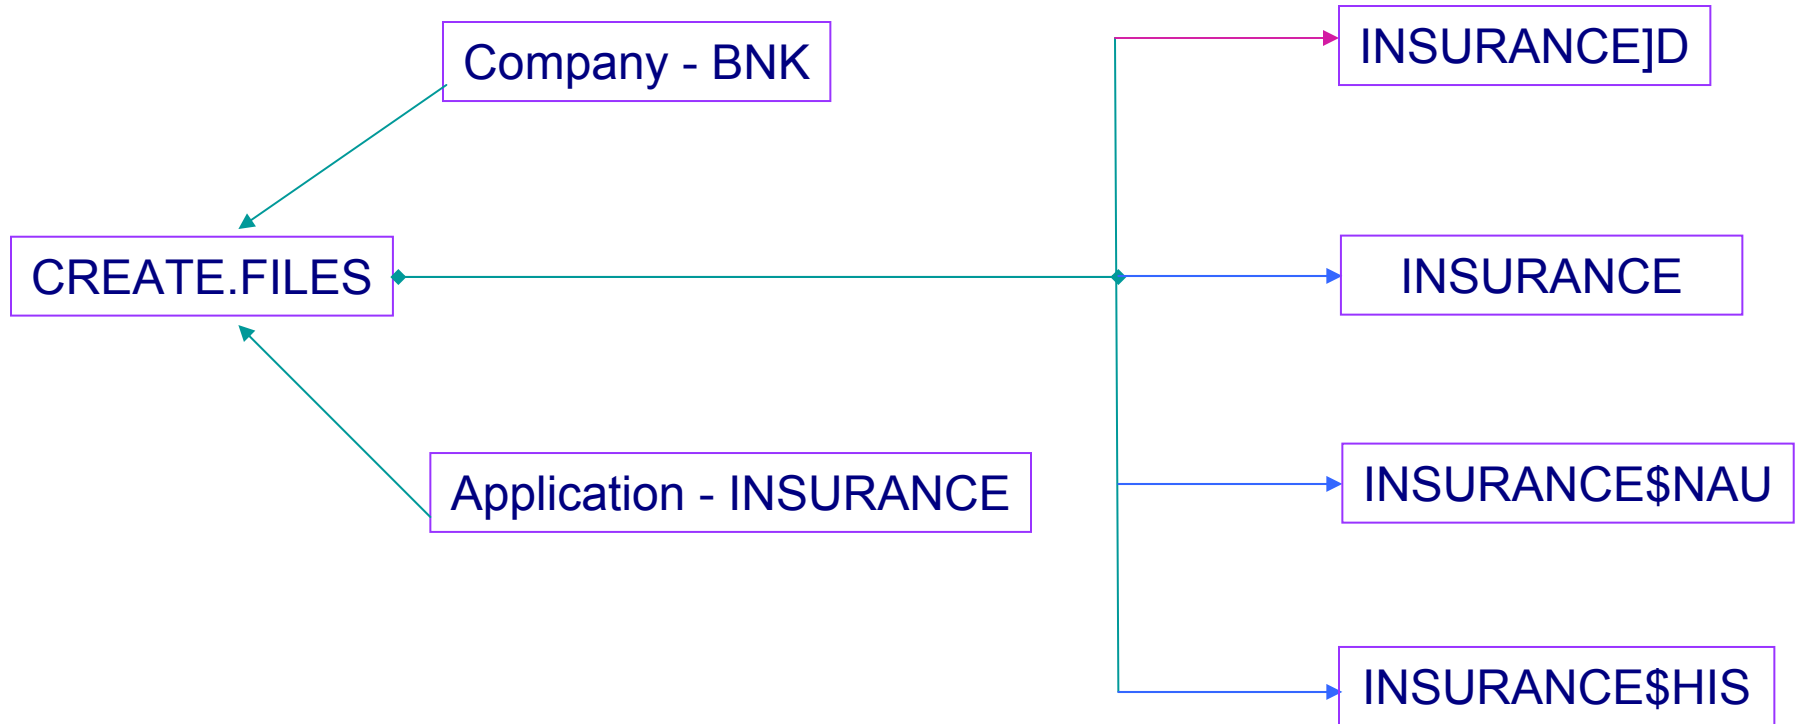 Company - BNK
INSURANCE]D
CREATE.FILES
INSURANCE
Application - INSURANCE
INSURANCE$NAU
INSURANCE$HIS